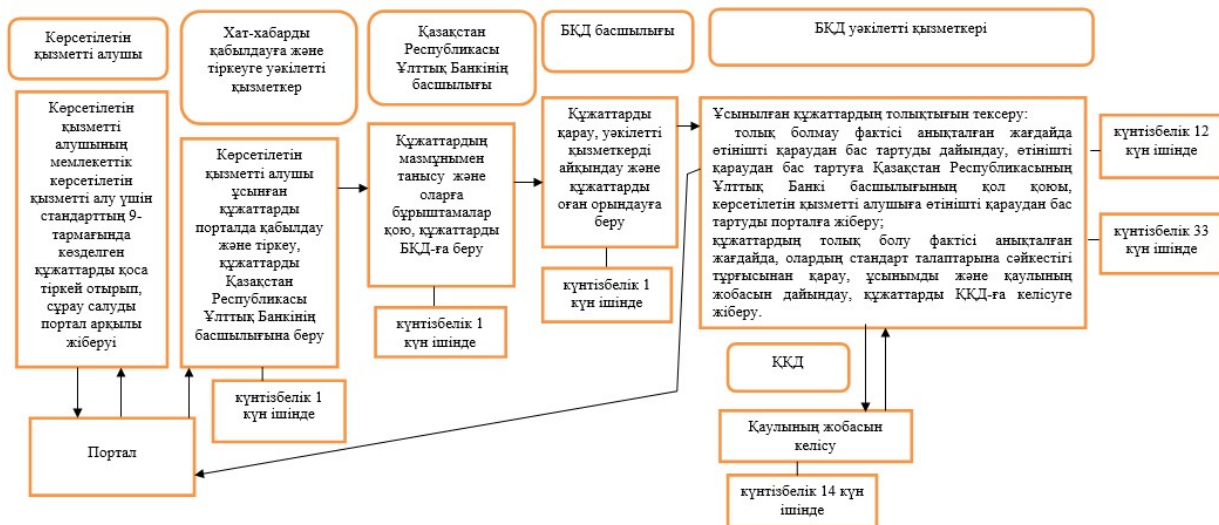 Көрсетілетін
қызметті алушы
Хат-хабарды
қабылдауға және
тіркеуге уәкілетті
қызметкер
Қазақстан
Республикасы
Ұлттық Банкінің
басшылығы
БҚД басшылығы
БҚД уәкілетті қызметкері
Көрсетілетін
қызметті
алушының
мемлекеттік
көрсетілетін
қызметті алу үшін
стандарттың 9-
тармағында
көзделген
құжаттарды қоса
тіркей отырып,
сұрау салуды
портал арқылы
жіберуі
Көрсетілетін
қызметті алушы
ұсынған
құжаттарды
порталда қабылдау
және тіркеу,
құжаттарды
Қазақстан
Республикасы
Ұлттық Банкінің
басшылығына беру
күнтізбелік 1
күн ішінде
Құжаттардың
мазмұнымен
танысу және
оларға
бұрыштамалар
қою, құжаттарды
БҚД-ға беру
күнтізбелік 1
күн ішінде
Құжаттарды
қарау, уәкілетті
қызметкерді
айқындау және
құжаттарды
оған орындауға
беру
күнтізбелік 1
күн ішінде
Ұсынылған құжаттардың толықтығын тексеру:
толық болмау фактісі анықталған жағдайда
өтінішті қараудан бас тартуды дайындау, өтінішті
қараудан бас тартуға Қазақстан Республикасының
Ұлттық Банкі басшылығының қол қоюы,
көрсетілетін қызметті алушыға өтінішті қараудан бас
тартуды порталға жіберу;
құжаттардың толық болу фактісі анықталған
жағдайда, олардың стандарт талаптарына сәйкестігі
тұрғысынан қарау, ұсынымды және қаулының
жобасын дайындау, құжаттарды ҚҚД-ға келісуге
жіберу.
күнтізбелік 12
күн ішінде
күнтізбелік 33
күн ішінде
ҚҚД
Қаулының жобасын
келісу
күнтізбелік 14 күн
ішінде
Портал